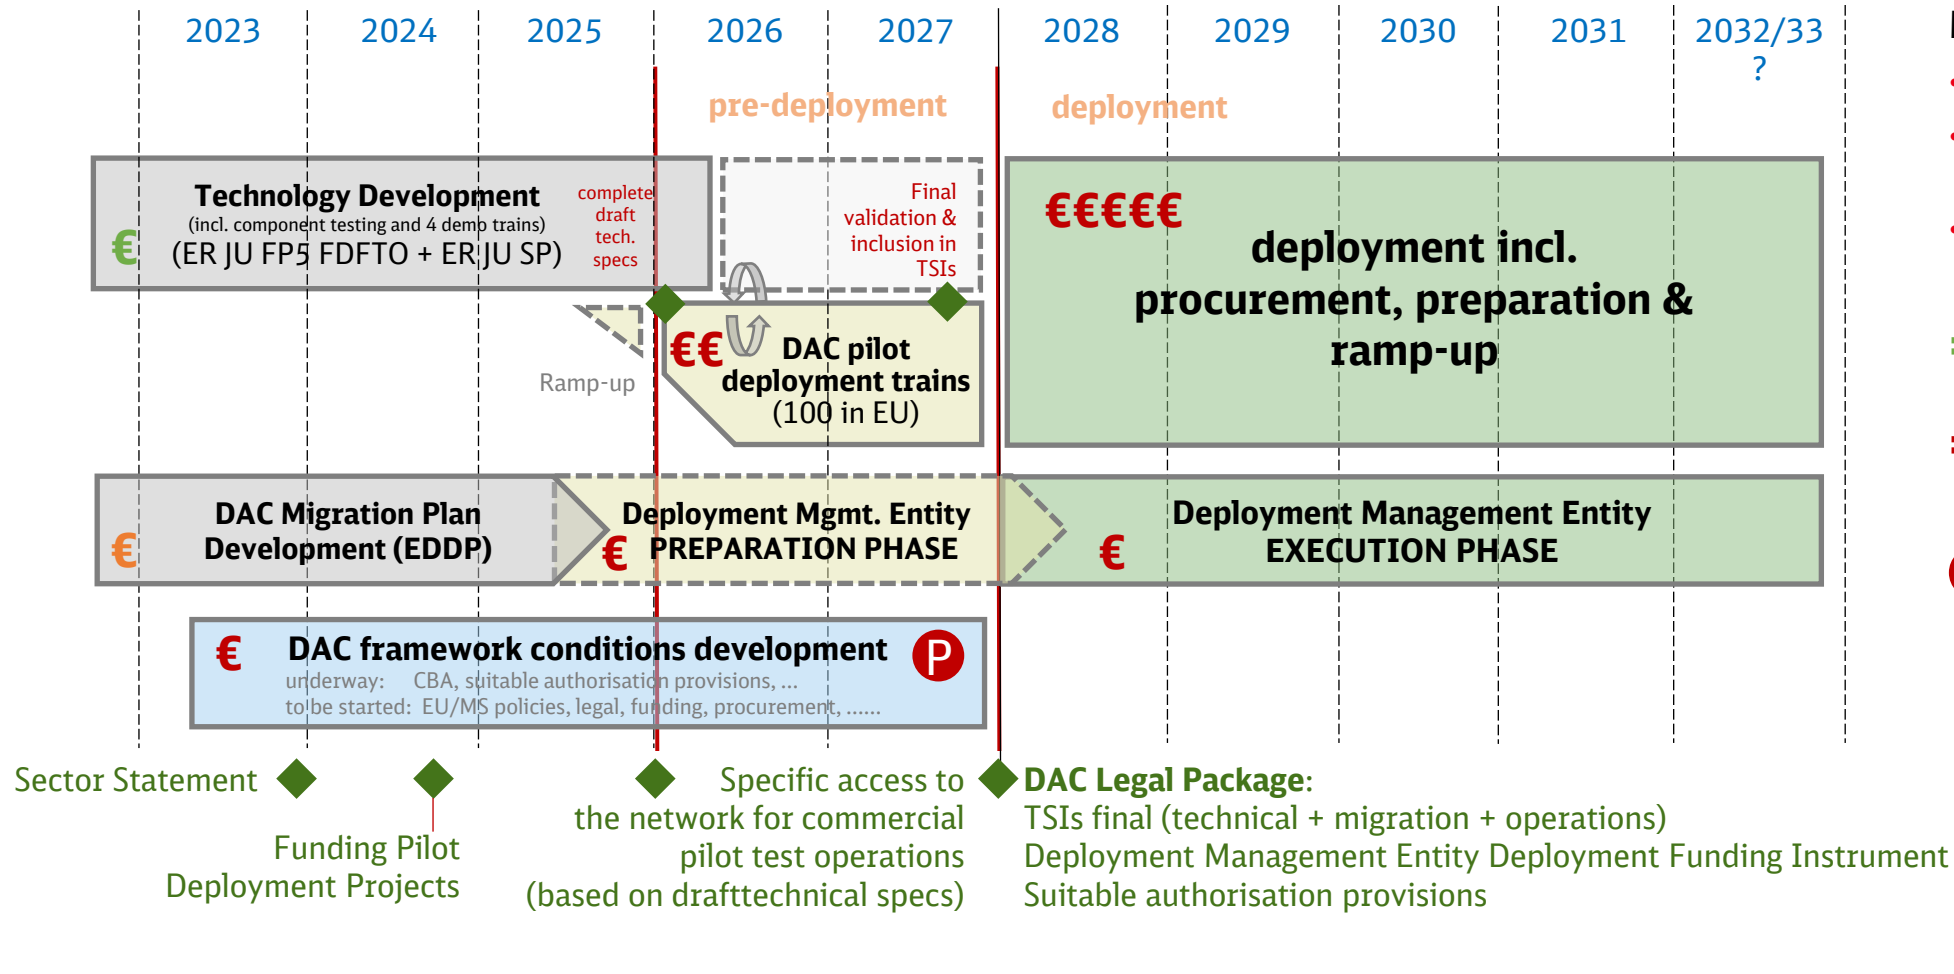 2023 2024 2025 2026 2027 2028 2029 2030 2031 2032/33
?
pre-deployment
deployment
Technology Development
(incl. component testing and 4 demo trains)
(ER JU FP5 FDFTO + ER JU SP)
€
complete
draft
tech.
specs
Final
validation &
inclusion in
TSIs
€€€€€
deployment incl.
procurement, preparation &
ramp-up
Ramp-up
€€
DAC pilot
deployment trains
(100 in EU)
DAC Migration Plan
Development (EDDP)
€
Deployment Mgmt. Entity
€ PREPARATION PHASE
Deployment Management Entity
€ EXECUTION PHASE
€ DAC framework conditions development P
underway: CBA, suitable authorisation provisions, ...
to be started: EU/MS policies, legal, funding, procurement, ......
Sector Statement
Funding Pilot
Deployment Projects
Specific access to
the network for commercial
pilot test operations
(based on drafttechnical specs)
DAC Legal Package:
TSIs final (technical + migration + operations)
Deployment Management Entity Deployment Funding Instrument
Suitable authorisation provisions